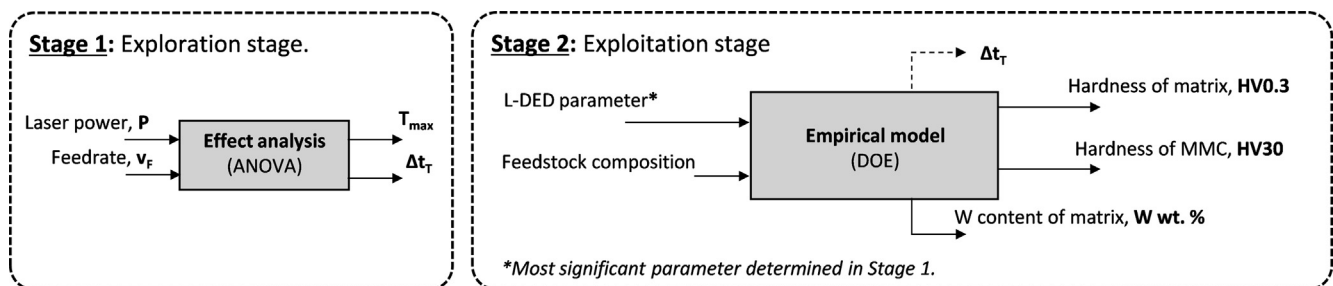 Stage 1: Exploration stage.
Laser power, P
Feedrate, vF
Effect analysis
(ANOVA)
Tmax
ΔtT
Stage 2: Exploitation stage
L-DED parameter*
Feedstock composition
Empirical model
(DOE)
ΔtT
Hardness of matrix, HV0.3
Hardness of MMC, HV30
W content of matrix, W wt. %
*Most significant parameter determined in Stage 1.